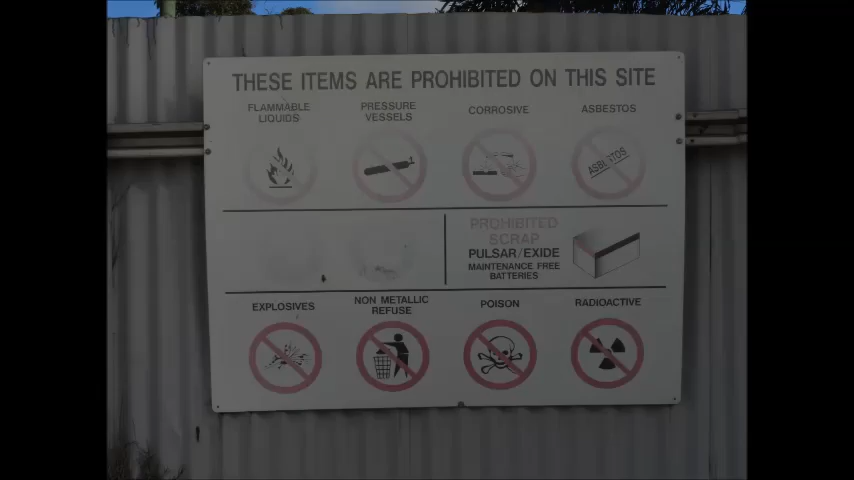 THESE ITEMS ARE PROHIBITED ON THIS SITE
FLAMMABLE
LIQUIDS
PRESSURE
VESSELS
CORROSIVE
ASBESTOS
ASBESTOS
PROHIBITED
SCRAP
PULSAR/EXIDE
MAINTENANCE FREE
BATTERIES
EXPLOSIVES
NON METALLIC
REFUSE
POISON
RADIOACTIVE